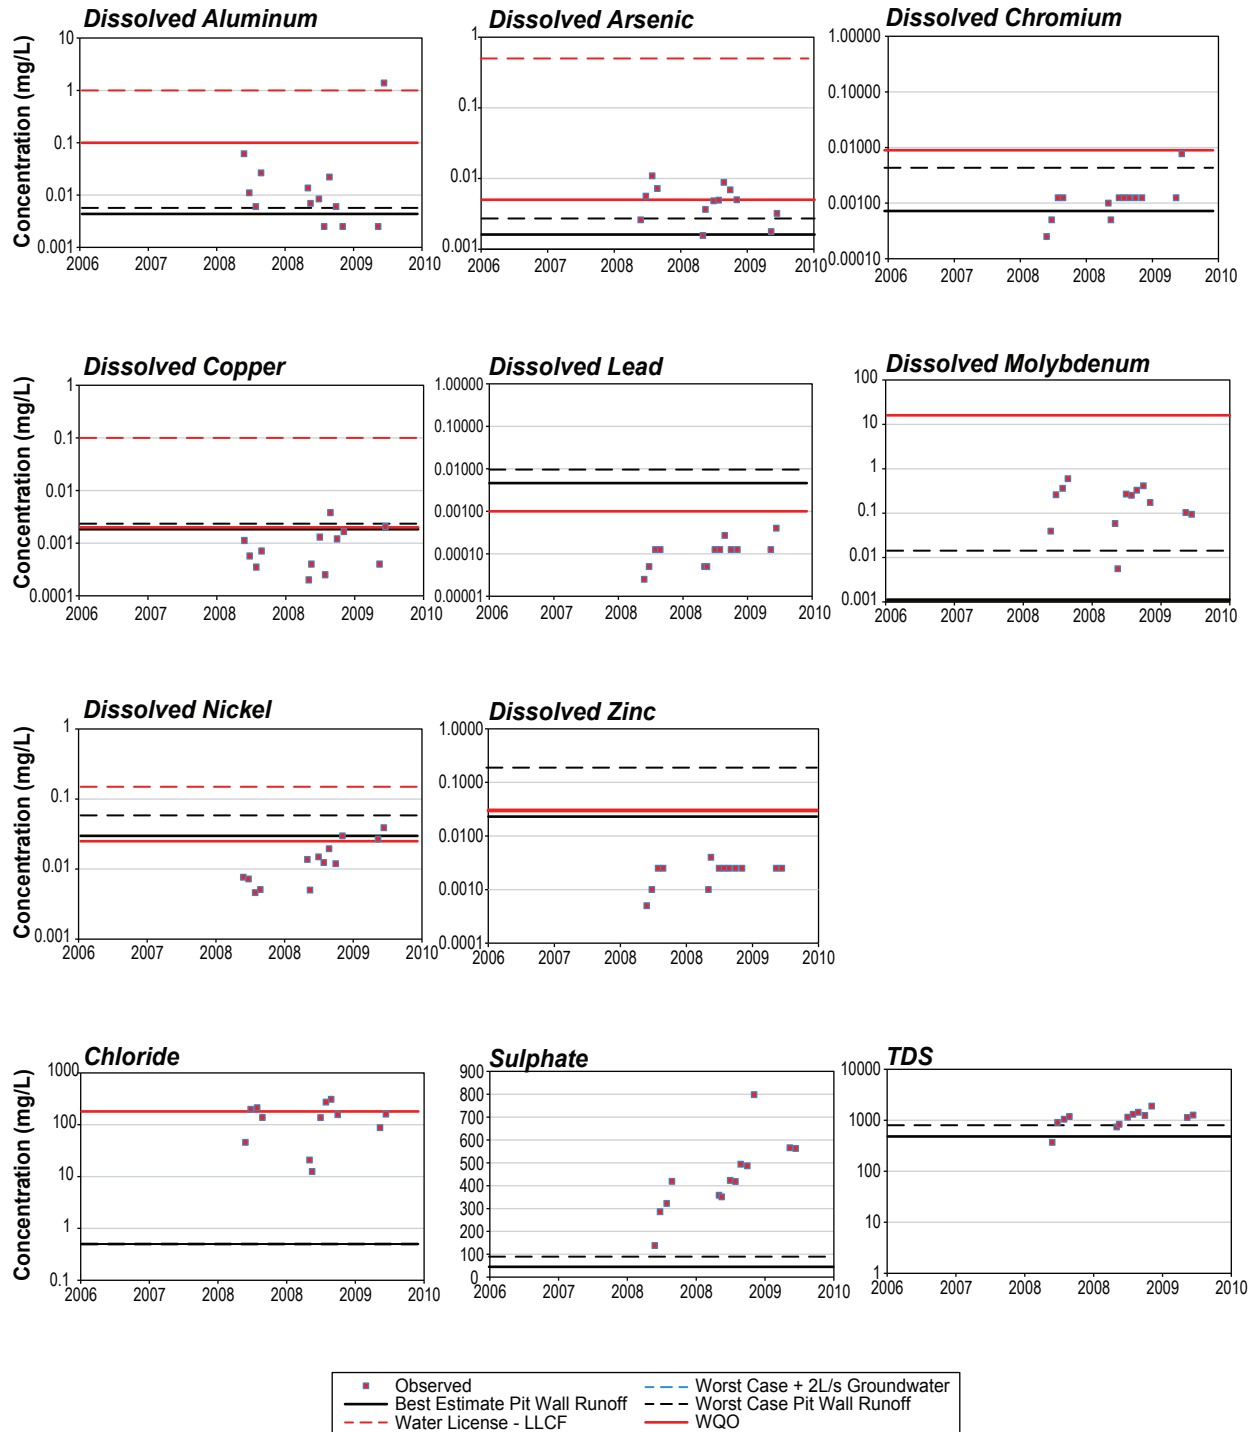 Dissolved Aluminum
Dissolved Arsenic
Dissolved Chromium
Concentration (mg/L)
10
1
0.1
0.01
0.001
2006 2007 2008 2008 2009 2010
1
0.1
0.01
0.001
2006 2007 2008 2008 2009 2010
1.00000
0.10000
0.01000
0.00100
0.00010
2006 2007 2008 2008 2009 2010
Dissolved Copper
Dissolved Lead
Dissolved Molybdenum
Concentration (mg/L)
1
0.1
0.01
0.001
0.0001
2006 2007 2008 2008 2009 2010
1.00000
0.10000
0.01000
0.00100
0.00010
0.00001
2006 2007 2008 2008 2009 2010
100
10
1
0.1
0.01
0.001
2006 2007 2008 2008 2009 2010
Dissolved Nickel
Dissolved Zinc
Concentration (mg/L)
1
0.1
0.01
0.001
2006 2007 2008 2008 2009 2010
1.0000
0.1000
0.0100
0.0010
0.0001
2006 2007 2008 2008 2009 2010
Chloride
Sulphate
TDS
Concentration (mg/L)
1000
100
10
1
0.1
2006 2007 2008 2008 2009 2010
900
800
700
600
500
400
300
200
100
0
2006 2007 2008 2008 2009 2010
10000
1000
100
10
1
2006 2007 2008 2008 2009 2010
Observed
Worst Case + 2L/s Groundwater
Best Estimate Pit Wall Runoff
Worst Case Pit Wall Runoff
Water License - LLCF
WQO